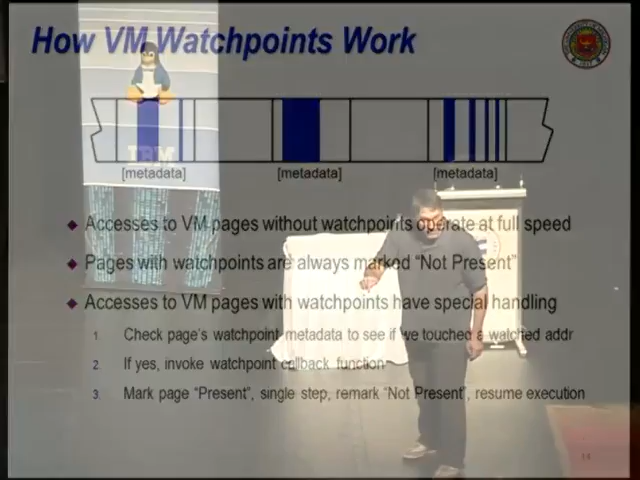 How VM Watchpoints Work
IBM
[metadata] [metadata] [metadata]
Accesses to VM pages without watchpoints operate at full speed
Pages with watchpoints are always marked "Not Present"
Accesses to VM pages with watchpoints have special handling
1. Check page's watchpoint metadata to see if we touched a watched addr
2. If yes, invoke watchpoint callback function
3. Mark page "Present", single step, remark "Not Present", resume execution
14